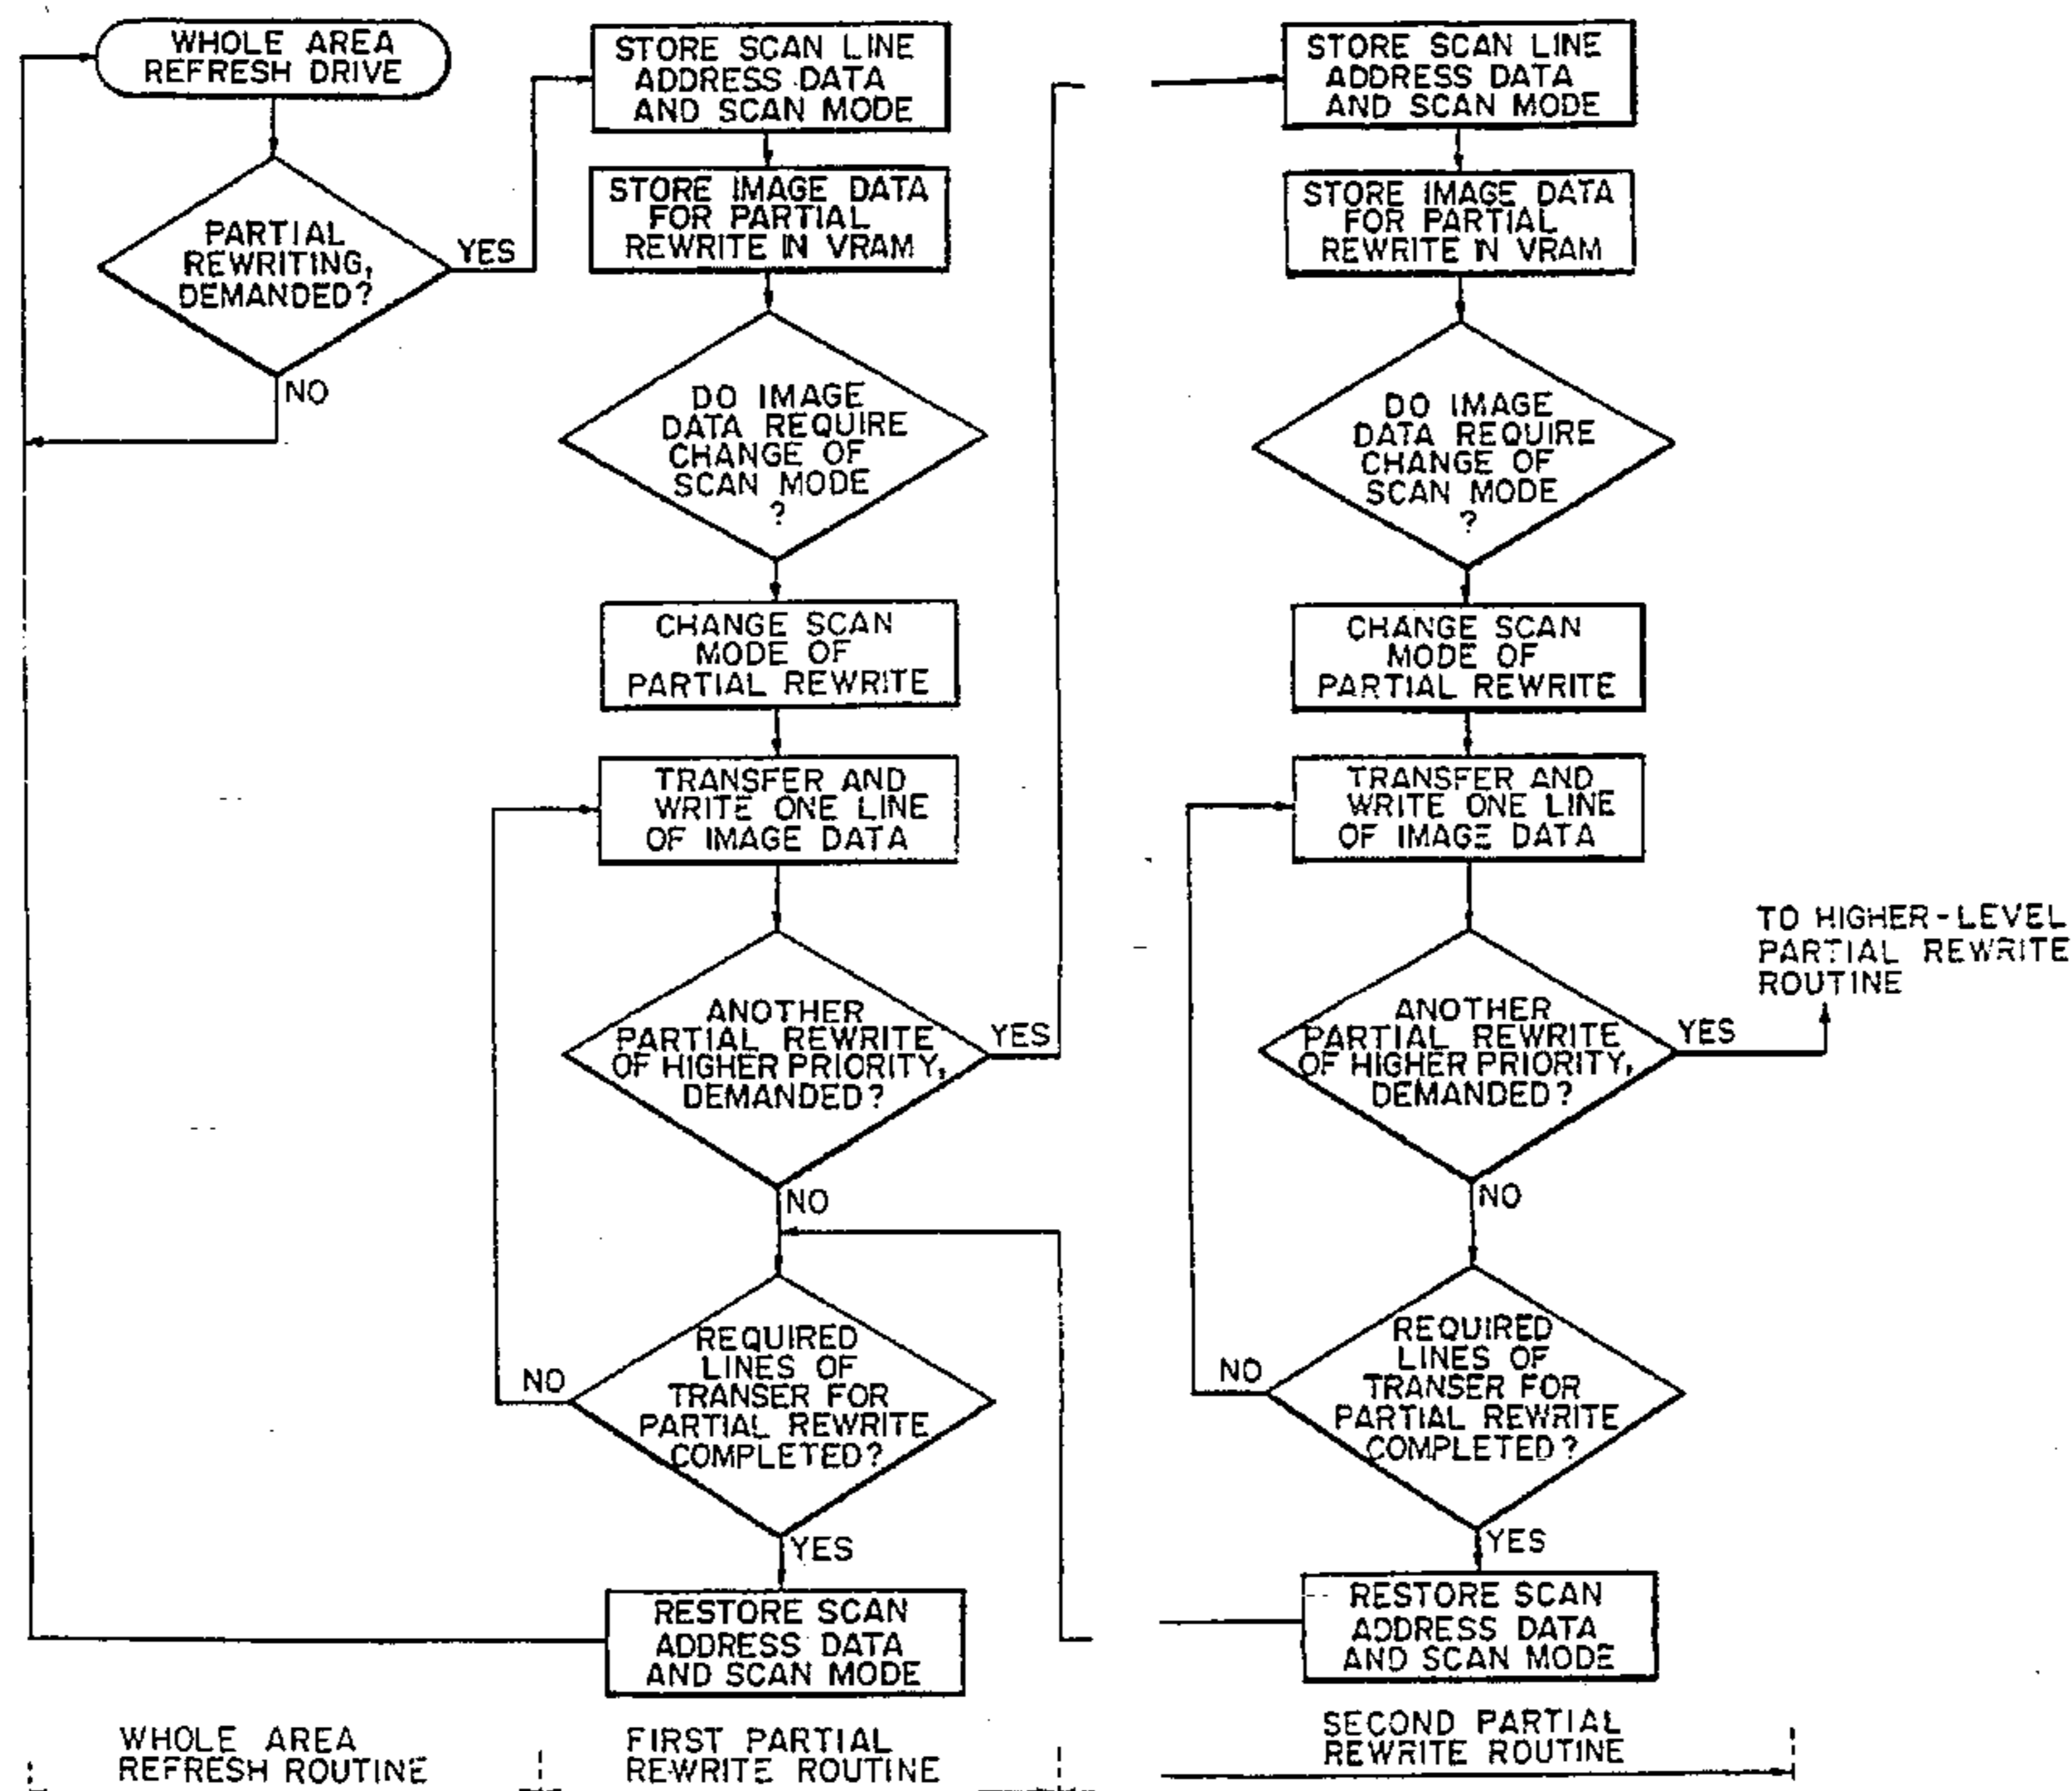 WHOLE AREA
REFRESH DRIVE
PARTIAL
REWRITING,
DEMANDED?
YES
NO
STORE SCAN LINE
ADDRESS DATA
AND SCAN MODE
STORE IMAGE DATA
FOR PARTIAL
REWRITE IN VRAM
DO IMAGE
DATA REQUIRE
CHANGE OF
SCAN MODE
?
CHANGE SCAN
MODE OF
PARTIAL REWRITE
TRANSFER AND
WRITE ONE LINE
OF IMAGE DATA
ANOTHER
PARTIAL REWRITE
OF HIGHER PRIORITY,
DEMANDED?
YES
NO
REQUIRED
LINES OF
TRANSER FOR
PARTIAL REWRITE
COMPLETED?
NO
YES
RESTORE SCAN
ADDRESS DATA
AND SCAN MODE
STORE SCAN LINE
ADDRESS DATA
AND SCAN MODE
STORE IMAGE DATA
FOR PARTIAL
REWRITE IN VRAM
DO IMAGE
DATA REQUIRE
CHANGE OF
SCAN MODE
?
CHANGE SCAN
MODE OF
PARTIAL REWRITE
TRANSFER AND
WRITE ONE LINE
OF IMAGE DATA
ANOTHER
PARTIAL REWRITE
OF HIGHER PRIORITY,
DEMANDED?
YES
TO HIGHER-LEVEL
PARTIAL REWRITE
ROUTINE
NO
REQUIRED
LINES OF
TRANSER FOR
PARTIAL REWRITE
COMPLETED?
NO
YES
RESTORE SCAN
ADDRESS DATA
AND SCAN MODE
WHOLE AREA
REFRESH ROUTINE
FIRST PARTIAL
REWRITE ROUTINE
SECOND PARTIAL
REWRITE ROUTINE